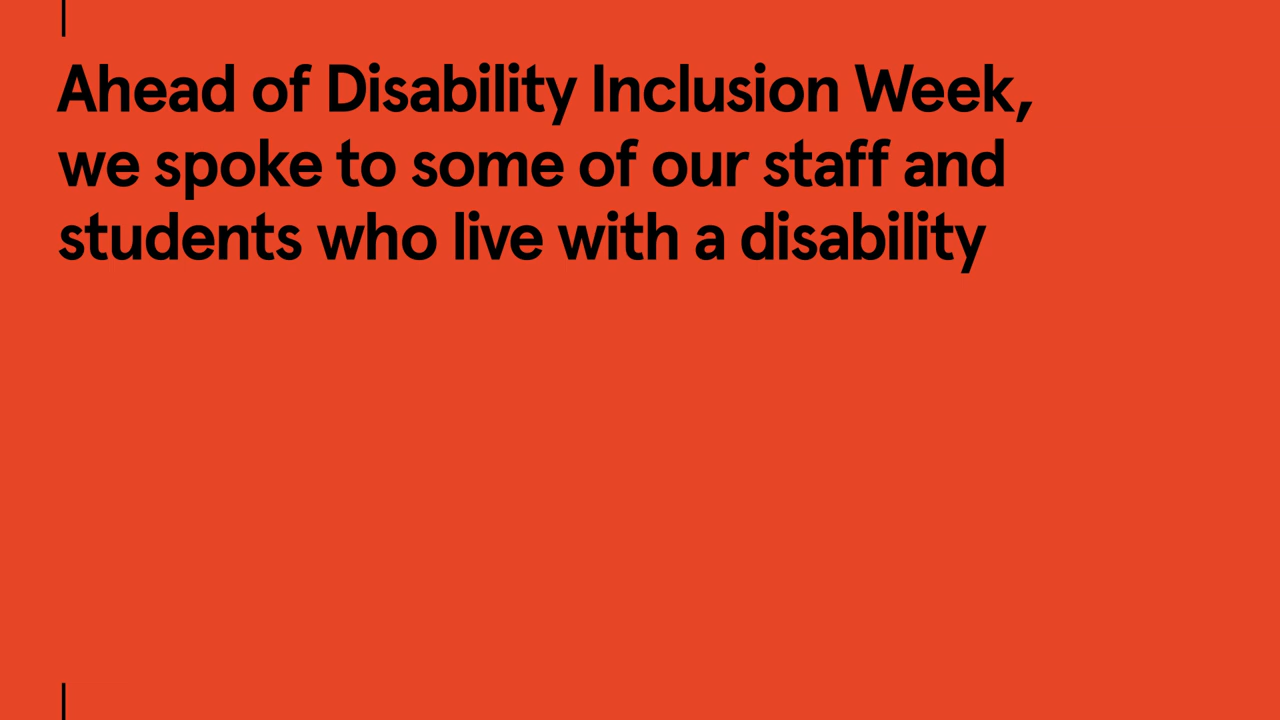 Ahead of Disability Inclusion Week,
we spoke to some of our staff and
students who live with a disability